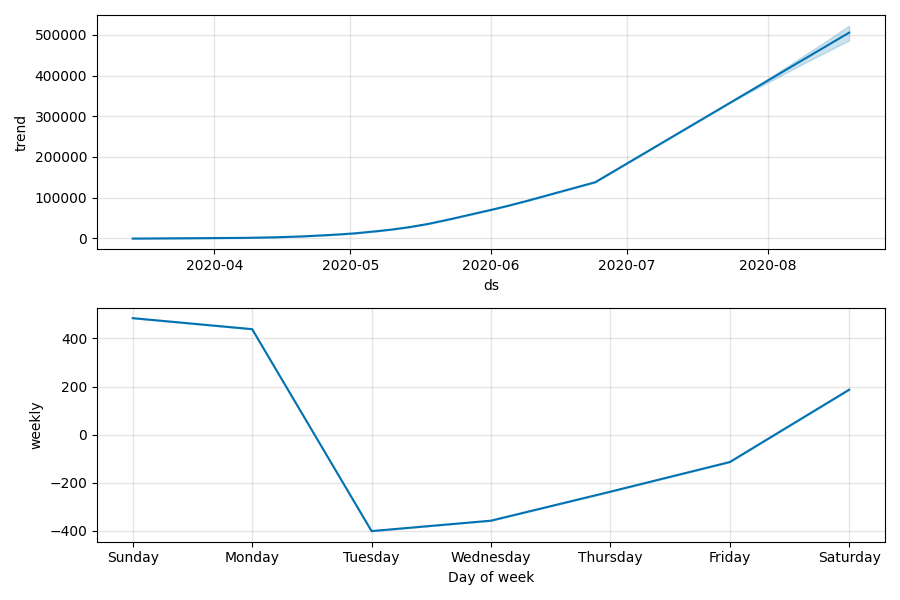 500000
400000
300000
200000
100000
0
trend
2020-04 2020-05 2020-06 2020-07 2020-08
ds
400
200
0
−200
−400
weekly
Sunday Monday Tuesday Wednesday Thursday Friday Saturday
Day of week